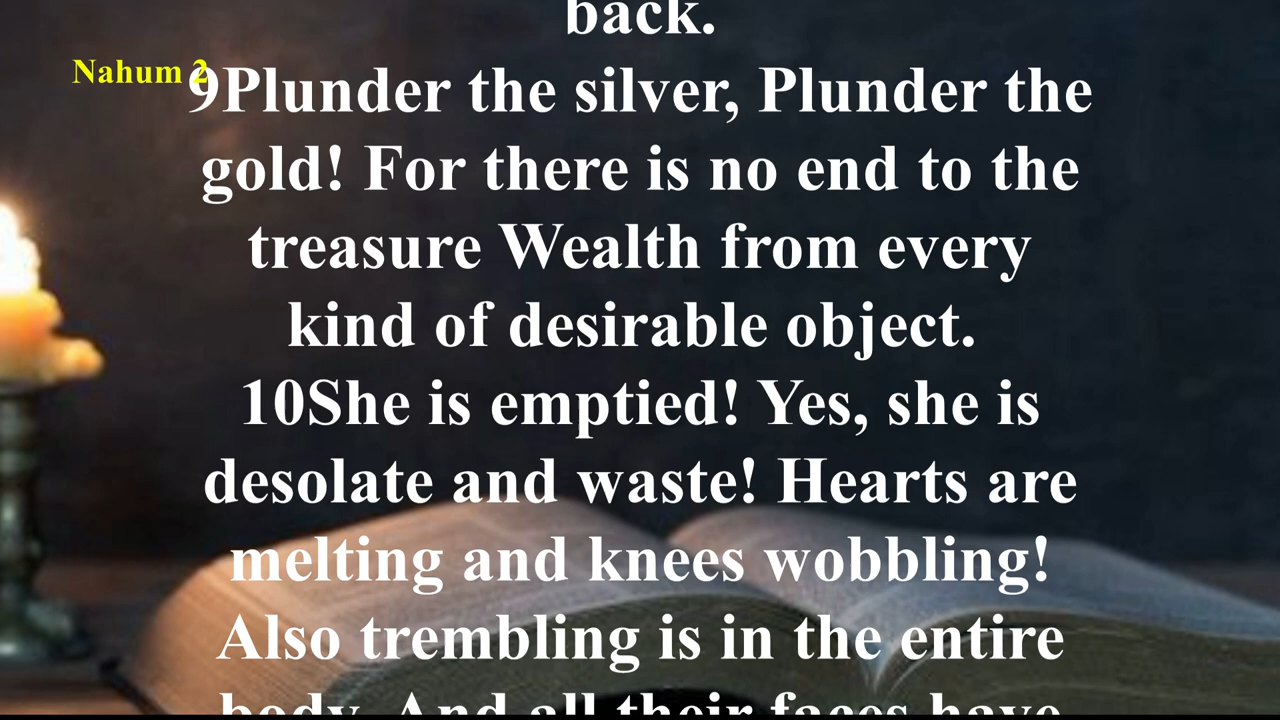 back.
Nahum 2
9Plunder the silver, Plunder the
gold! For there is no end to the
treasure Wealth from every
kind of desirable object.
10She is emptied! Yes, she is
desolate and waste! Hearts are
melting and knees wobbling!
Also trembling is in the entire
body, And all their faces have